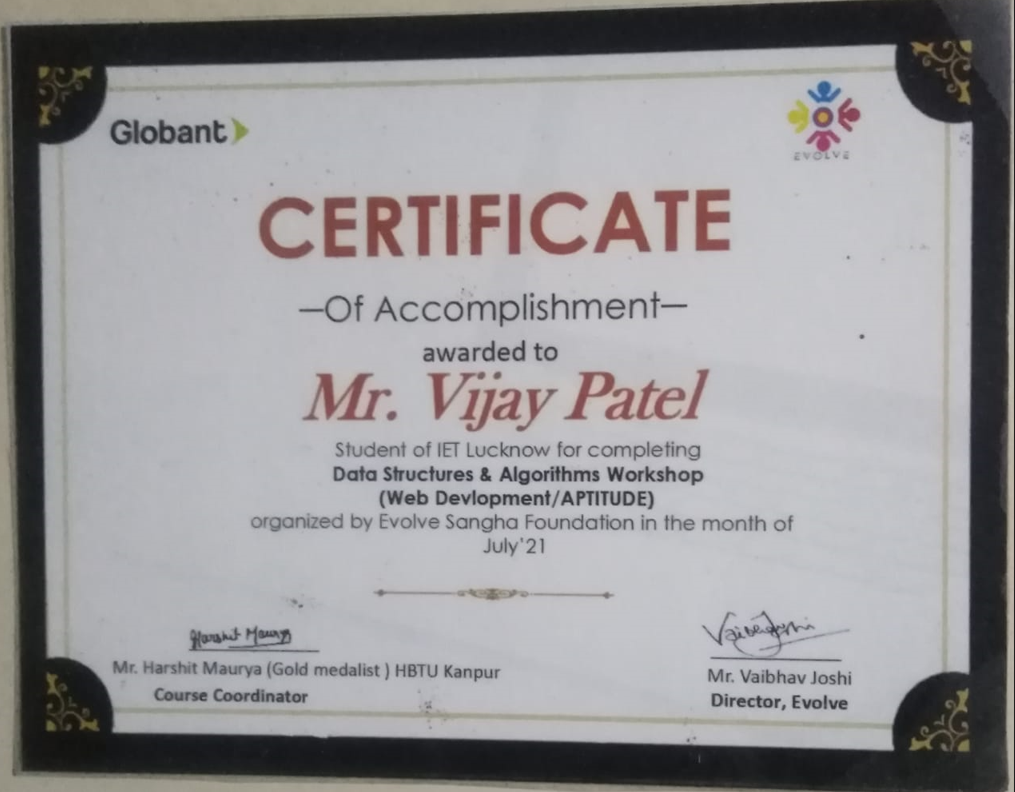 Globant
EVOLVE
CERTIFICATE
—Of Accomplishment—
awarded to
Mr. Vijay Patel
Student of IET Lucknow for completing
Data Structures & Algorithms Workshop
(Web Devlopment/APTITUDE)
organized by Evolve Sangha Foundation in the month of
July'21
Harshit Maurya
Mr. Harshit Maurya (Gold medalist ) HBTU Kanpur
Course Coordinator
Vaibhav Joshi
Mr. Vaibhav Joshi
Director, Evolve